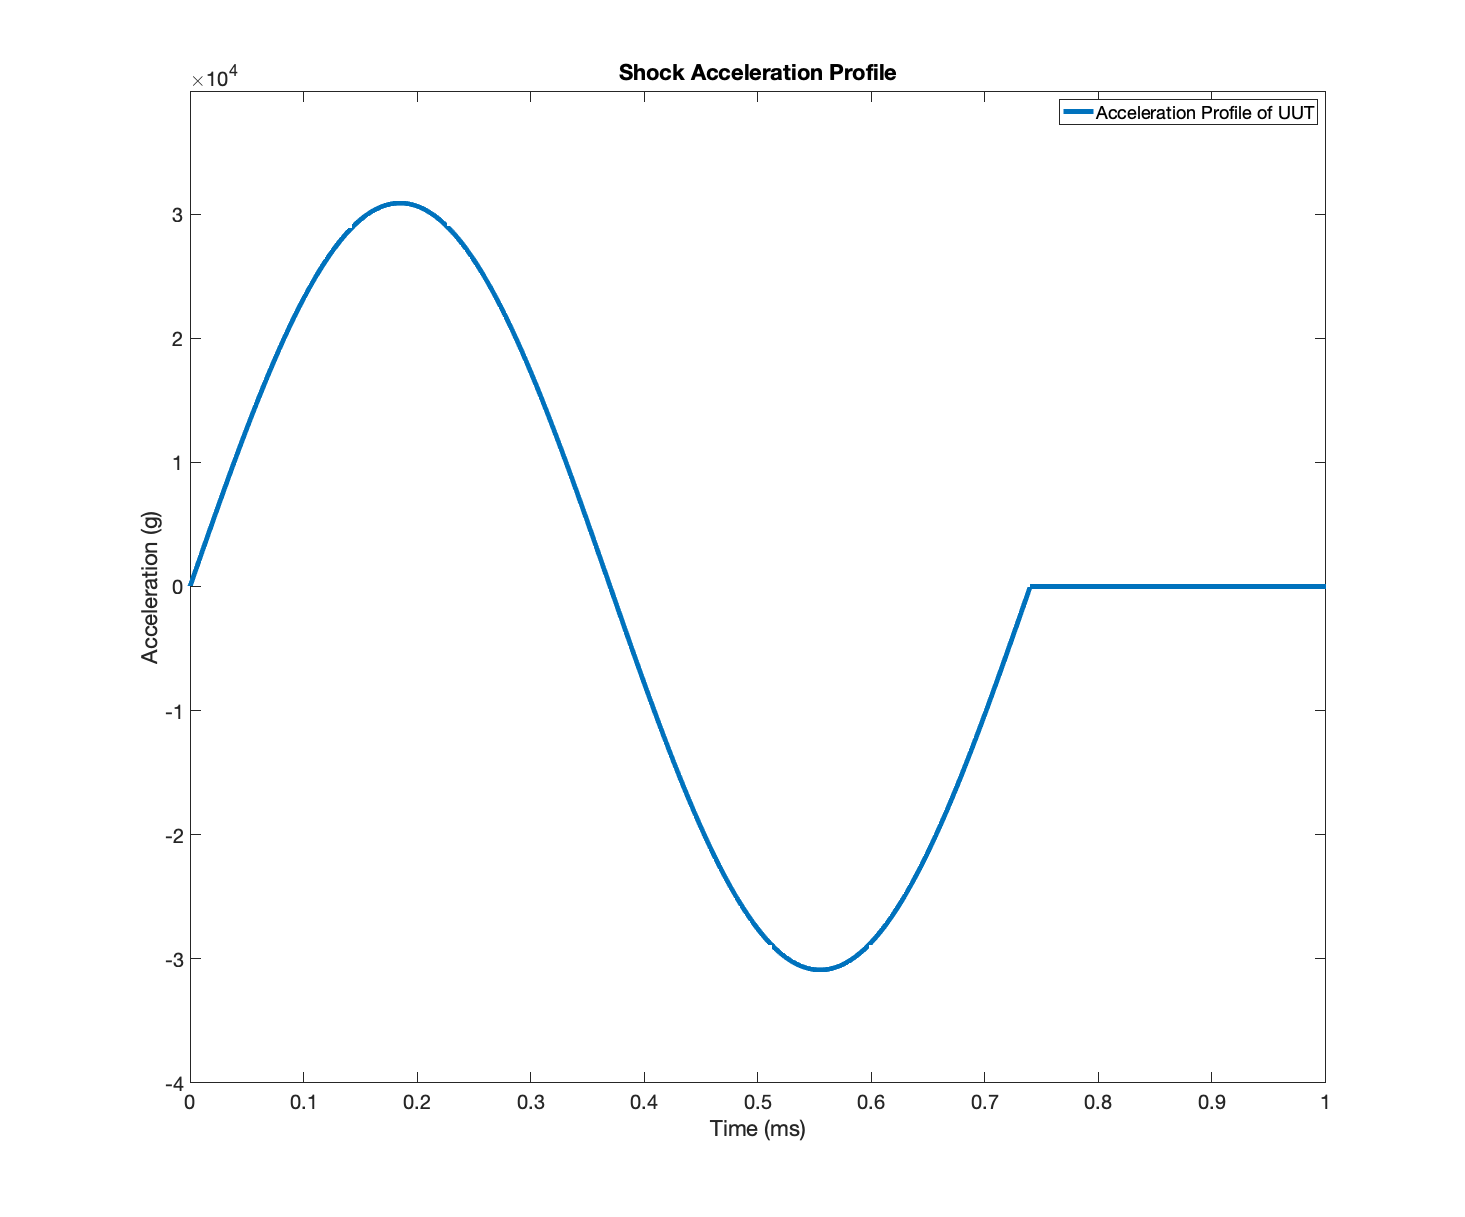 Shock Acceleration Profile
×10⁴
Acceleration Profile of UUT
3
2
1
0
-1
-2
-3
-4
Acceleration (g)
0 0.1 0.2 0.3 0.4 0.5 0.6 0.7 0.8 0.9 1
Time (ms)